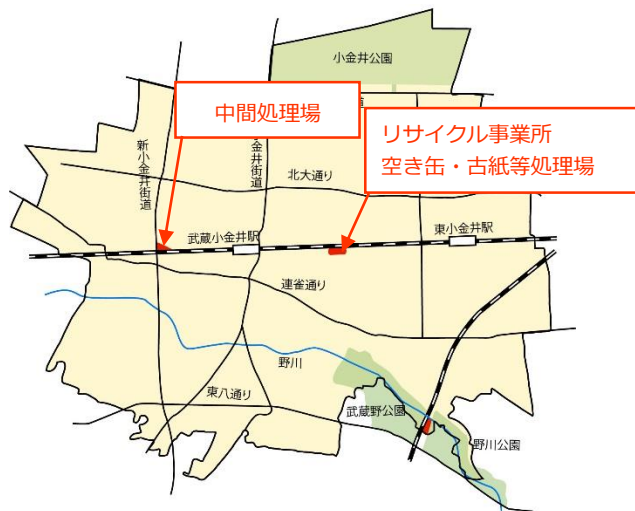 小金井公園
中間処理場
リサイクル事業所
空き缶・古紙等処理場
新小金井街道
小金井街道
北大通り
武蔵小金井駅
東小金井駅
連雀通り
野川
東八通り
武蔵野公園
野川公園